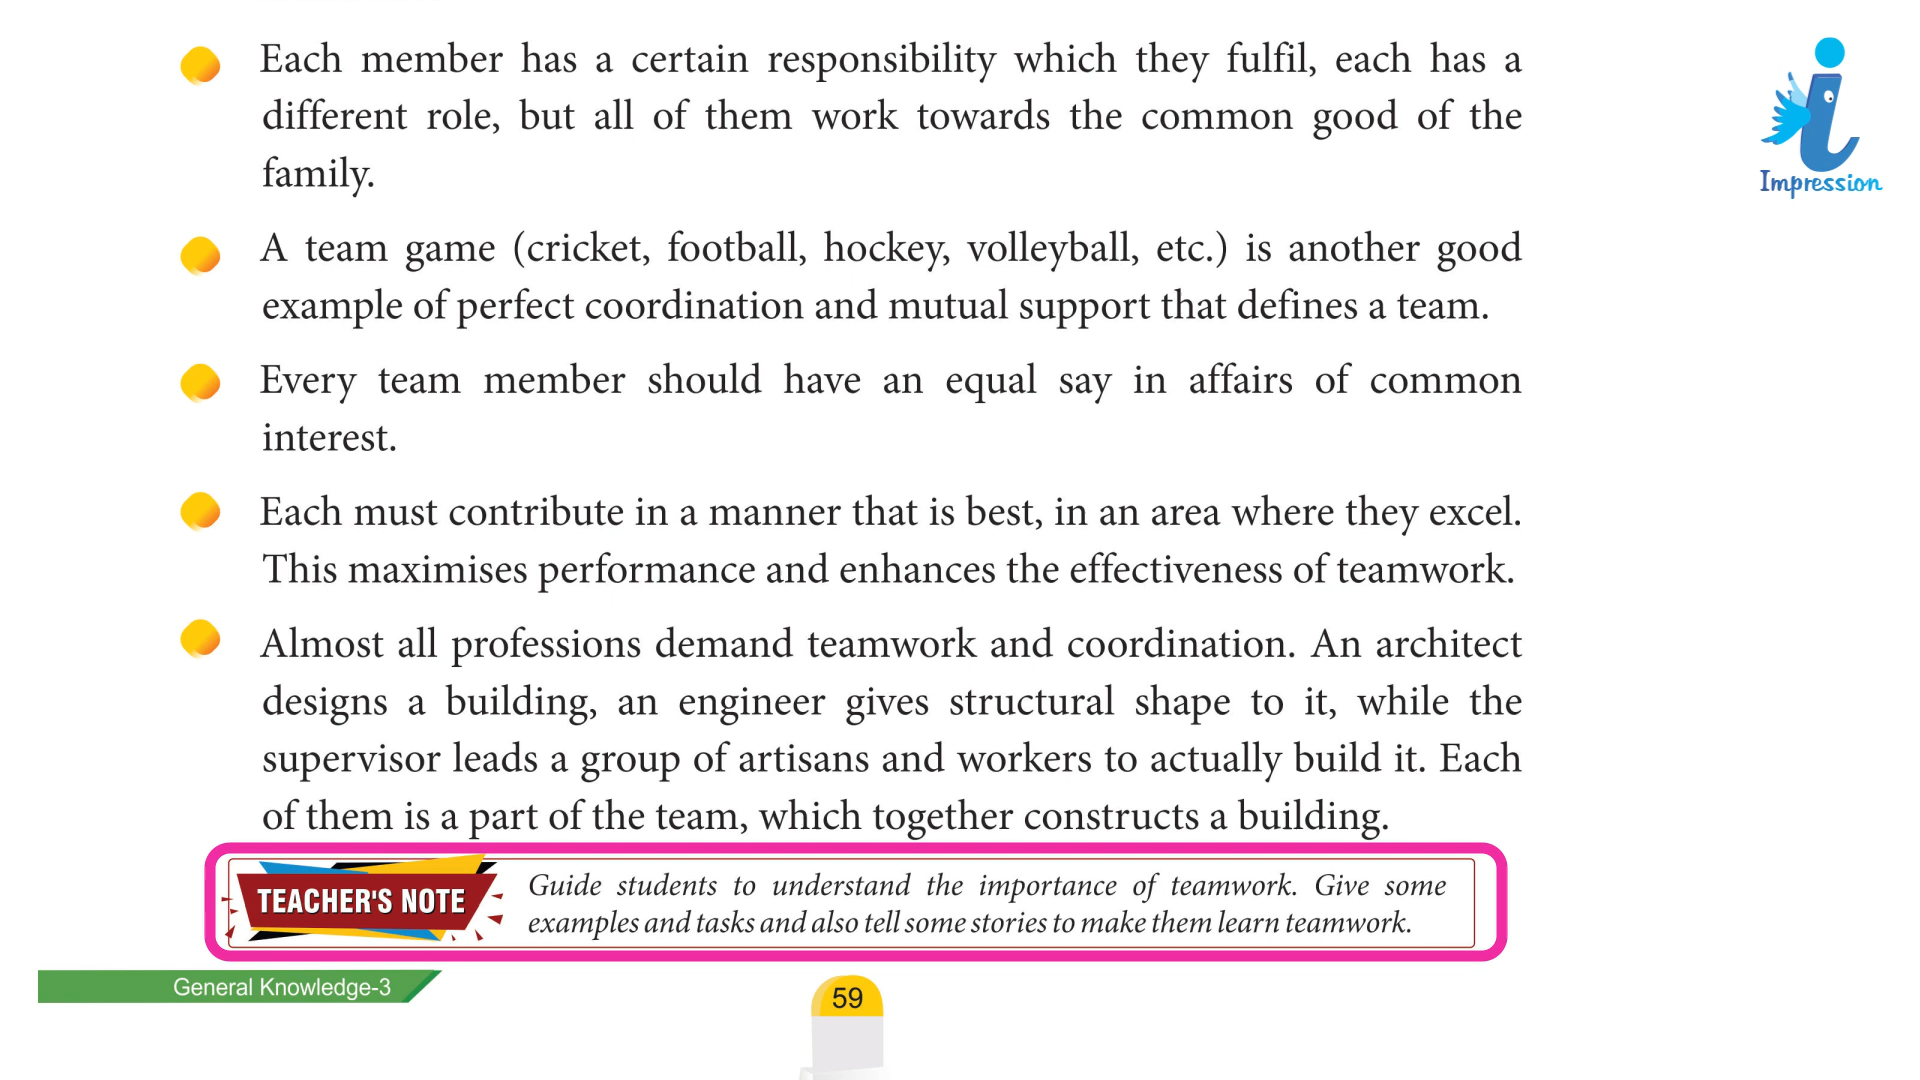 Each member has a certain responsibility which they fulfil, each has a
different role, but all of them work towards the common good of the
family.
A team game (cricket, football, hockey, volleyball, etc.) is another good
example of perfect coordination and mutual support that defines a team.
Every team member should have an equal say in affairs of common
interest.
Each must contribute in a manner that is best, in an area where they excel.
This maximises performance and enhances the effectiveness of teamwork.
Almost all professions demand teamwork and coordination. An architect
designs a building, an engineer gives structural shape to it, while the
supervisor leads a group of artisans and workers to actually build it. Each
of them is a part of the team, which together constructs a building.
TEACHER'S NOTE
Guide students to understand the importance of teamwork. Give some
examples and tasks and also tell some stories to make them learn teamwork.
General Knowledge-3
59
Impression